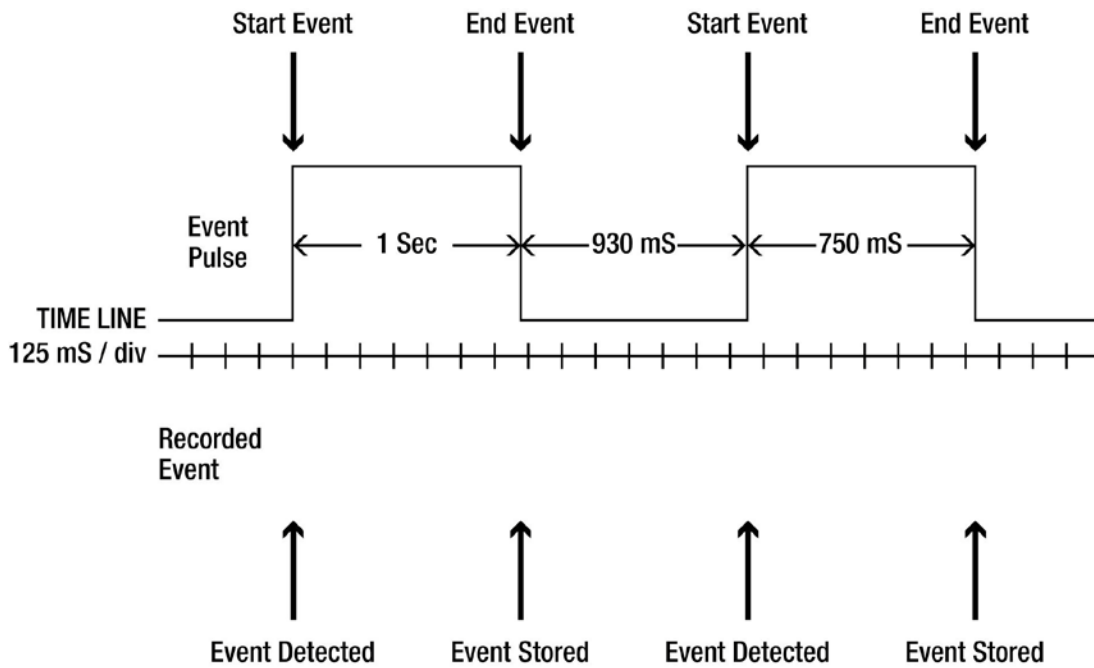 Start Event
End Event
Start Event
End Event
Event
Pulse
1 Sec
930 mS
750 mS
TIME LINE
125 mS / div
Recorded
Event
Event Detected
Event Stored
Event Detected
Event Stored